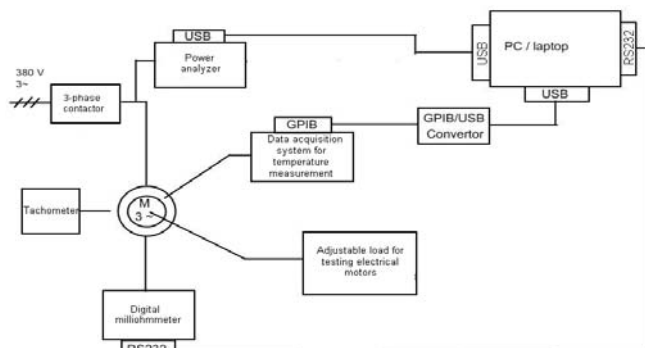 USB
Power
analyzer
380 V
3~
3-phase
contactor
USB
PC / laptop
RS232
USB
GPIB
Data acquisition
system for
temperature
measurement
GPIB/USB
Convertor
Tachometer
M
3 ~
Adjustable load for
testing electrical
motors
Digital
milliohmmeter
RS232